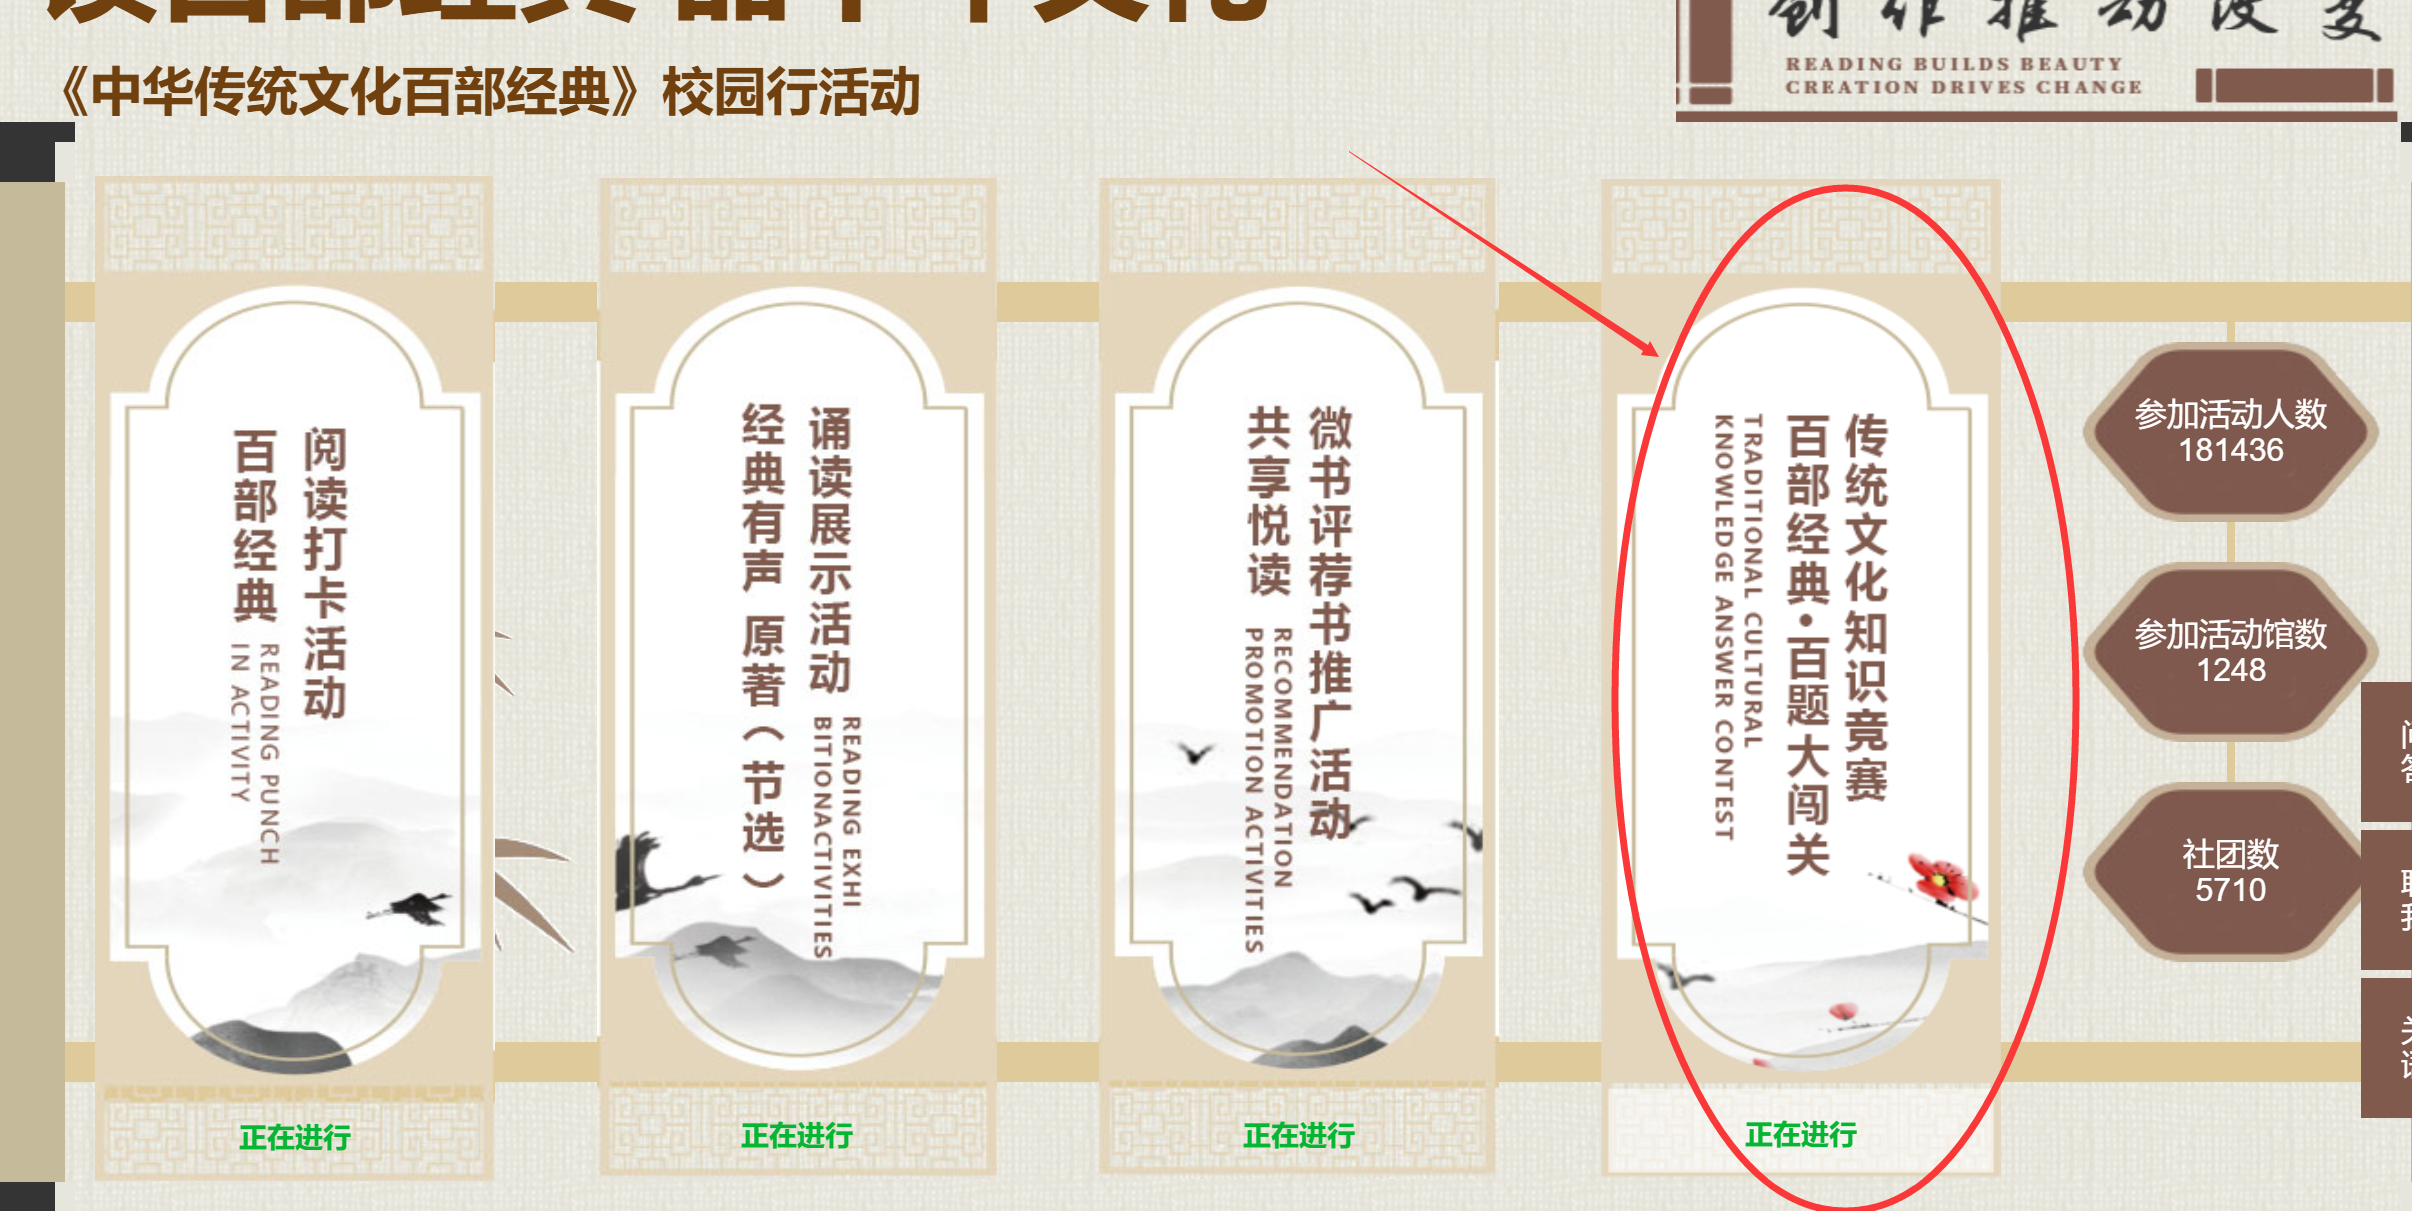 《中华传统文化百部经典》校园行活动
READING BUILDS BEAUTY
CREATION DRIVES CHANGE
阅读打卡活动
百部经典
READING PUNCH
IN ACTIVITY
正在进行
诵读展示活动
经典有声 原著（节选）
READING EXHI
BITIONACTIVITIES
正在进行
微书评荐书推广活动
共享悦读
RECOMMENDATION
PROMOTION ACTIVITIES
正在进行
传统文化知识竞赛
百部经典·百题大闯关
TRADITIONAL CULTURAL
KNOWLEDGE ANSWER CONTEST
正在进行
参加活动人数
181436
参加活动馆数
1248
社团数
5710